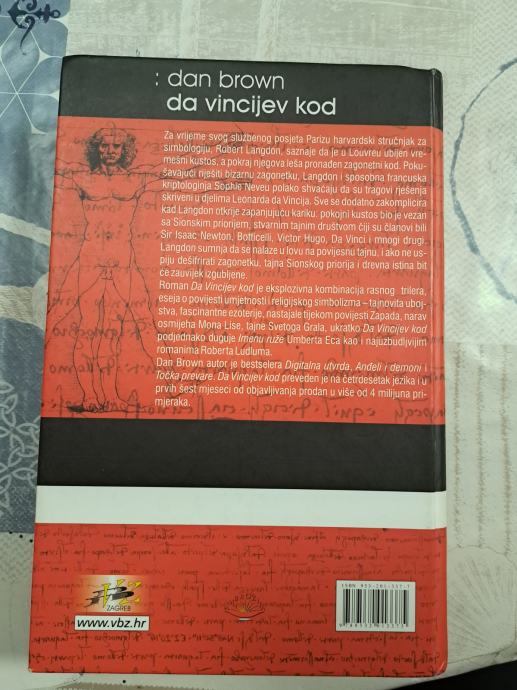 : dan brown
da vincijev kod
Za vrijeme svog službenog posjeta Parizu harvardski stručnjak za
simbologiju, Robert Langdon, saznaje da je u Louvreu ubijen vre-
mešni kustos, a pokraj njegova leša pronađen zagonetni kod. Poku-
šavajući riješiti bizarnu zagonetku, Langdon i sposobna francuska
kriptologinja Sophie Neveu polako shvaćaju da su tragovi rješenja
skriveni u djelima Leonarda da Vincija. Sve se dodatno zakomplicira
kad Langdon otkrije zapanjujuću kariku: pokojni kustos bio je vezan
sa Sionskim priorijem, stvarnim tajnim društvom čiji su članovi bili
Sir Isaac Newton, Botticelli, Victor Hugo, Da Vinci i mnogi drugi.
Langdon sumnja da se nalaze u lovu na povijesnu tajnu, i ako ne us-
piju dešifrirati zagonetku, tajna Sionskog priorija i drevna istina bit
će zauvijek izgubljene.
Roman Da Vincijev kod je eksplozivna kombinacija rasnog trilera,
eseja o povijesti umjetnosti i religijskog simbolizma – tajnovita uboj-
stva, fascinantne ezoterije, nastajale tijekom povijesti Zapada, narav
osmijeha Mona Lise, tajne Svetoga Grala, ukratko Da Vincijev kod
podjednako duguje Imenu ruže Umberta Eca kao i najuzbudljivijim
romanima Roberta Ludluma.
Dan Brown autor je bestselera Digitalna utvrda, Anđeli i demoni i
Točka prevare. Da Vincijev kod preveden je na četrdesetak jezika i u
prvih šest mjeseci od objavljivanja prodan u više od 4 milijuna pri-
mjeraka.
ZAGREB
www.vbz.hr
ISBN 953-201-337-7